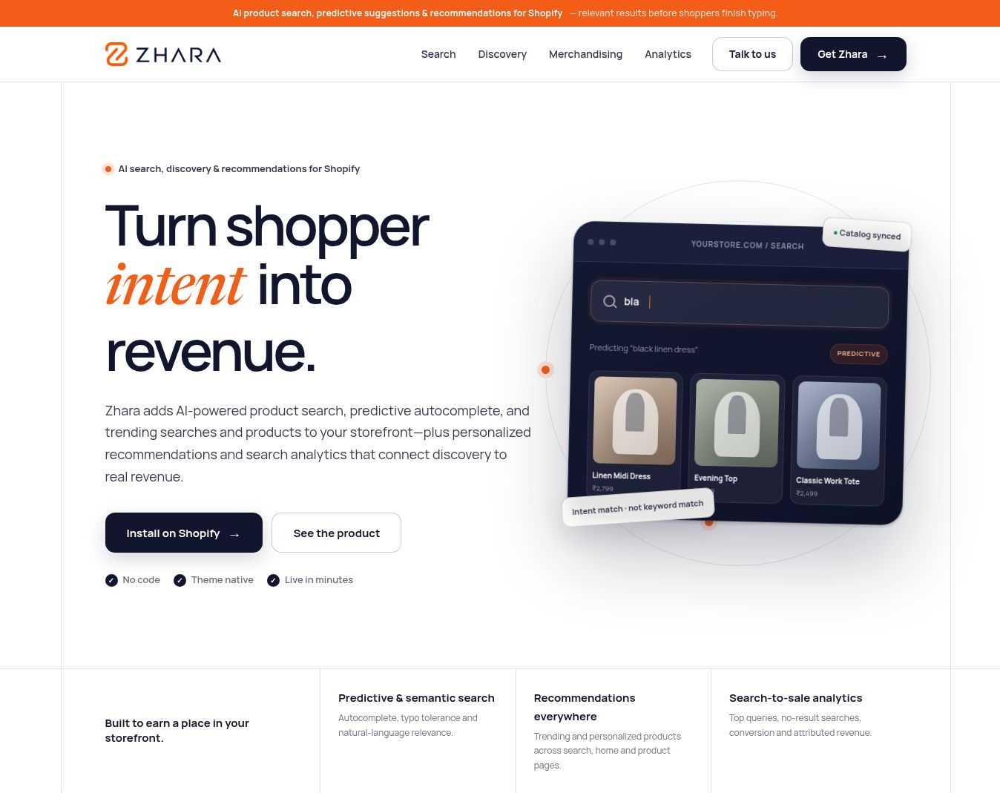 AI product search, predictive suggestions & recommendations for Shopify — relevant results before shoppers finish typing.
ZHARA
Search
Discovery
Merchandising
Analytics
Talk to us
Get Zhara →
AI search, discovery & recommendations for Shopify
Turn shopper
intent into
revenue.
Zhara adds AI-powered product search, predictive autocomplete, and
trending searches and products to your storefront—plus personalized
recommendations and search analytics that connect discovery to
real revenue.
Install on Shopify →
See the product
✓ No code
✓ Theme native
✓ Live in minutes
YOURSTORE.COM / SEARCH
Catalog synced
bla
Predicting "black linen dress"
PREDICTIVE
Linen Midi Dress
₹2,799
Evening Top
Classic Work Tote
₹2,499
Intent match · not keyword match
Built to earn a place in your
storefront.
Predictive & semantic search
Autocomplete, typo tolerance and
natural-language relevance.
Recommendations
everywhere
Trending and personalized products
across search, home and product
pages.
Search-to-sale analytics
Top queries, no-result searches,
conversion and attributed revenue.